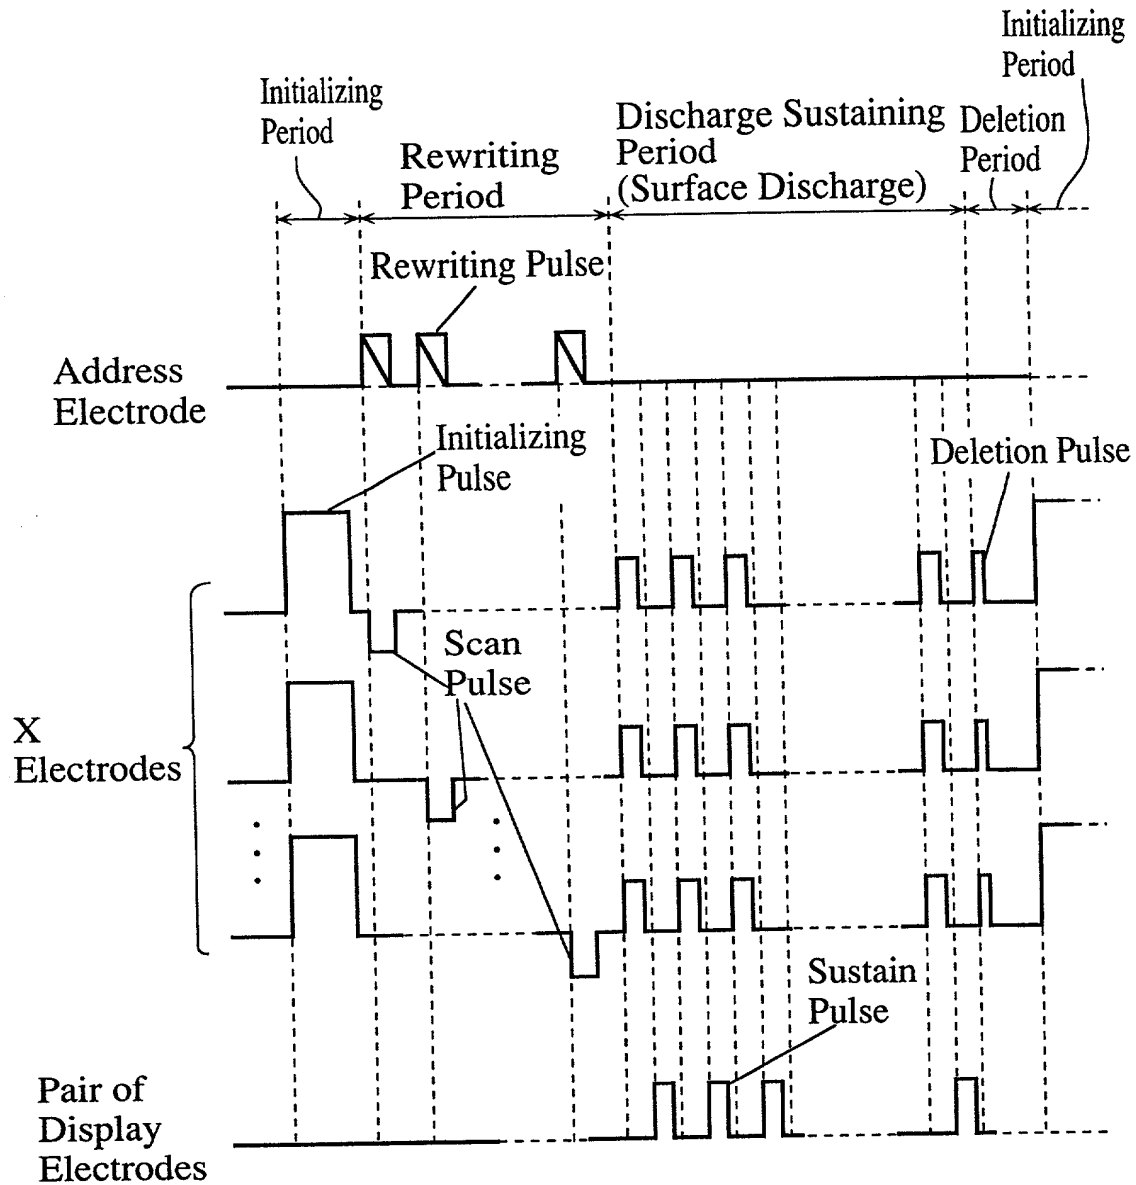 Initializing
Period
Initializing
Period
Rewriting
Period
Discharge Sustaining
Period
(Surface Discharge)
Deletion
Period
Rewriting Pulse
Address
Electrode
Initializing
Pulse
Deletion Pulse
Scan
Pulse
X
Electrodes
Sustain
Pulse
Pair of
Display
Electrodes